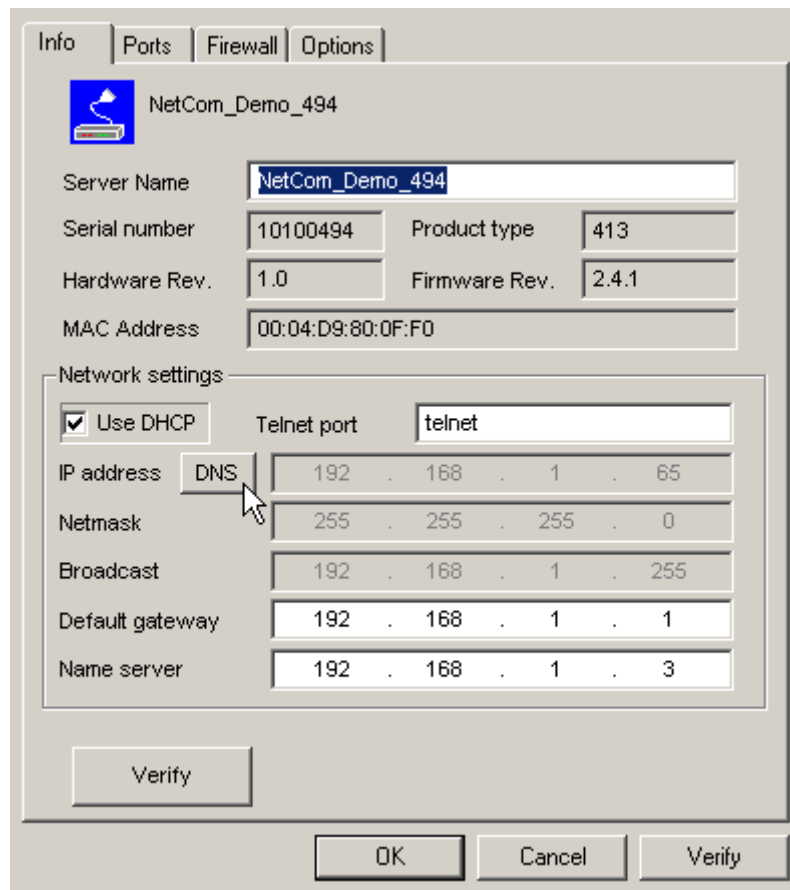 Info Ports Firewall Options
NetCom_Demo_494
Server Name NetCom_Demo_494
Serial number 10100494 Product type 413
Hardware Rev. 1.0 Firmware Rev. 2.4.1
MAC Address 00:04:D9:80:0F:F0
Network settings
Use DHCP Telnet port telnet
IP address DNS 192 . 168 . 1 . 65
Netmask 255 . 255 . 255 . 0
Broadcast 192 . 168 . 1 . 255
Default gateway 192 . 168 . 1 . 1
Name server 192 . 168 . 1 . 3
Verify
OK Cancel Verify